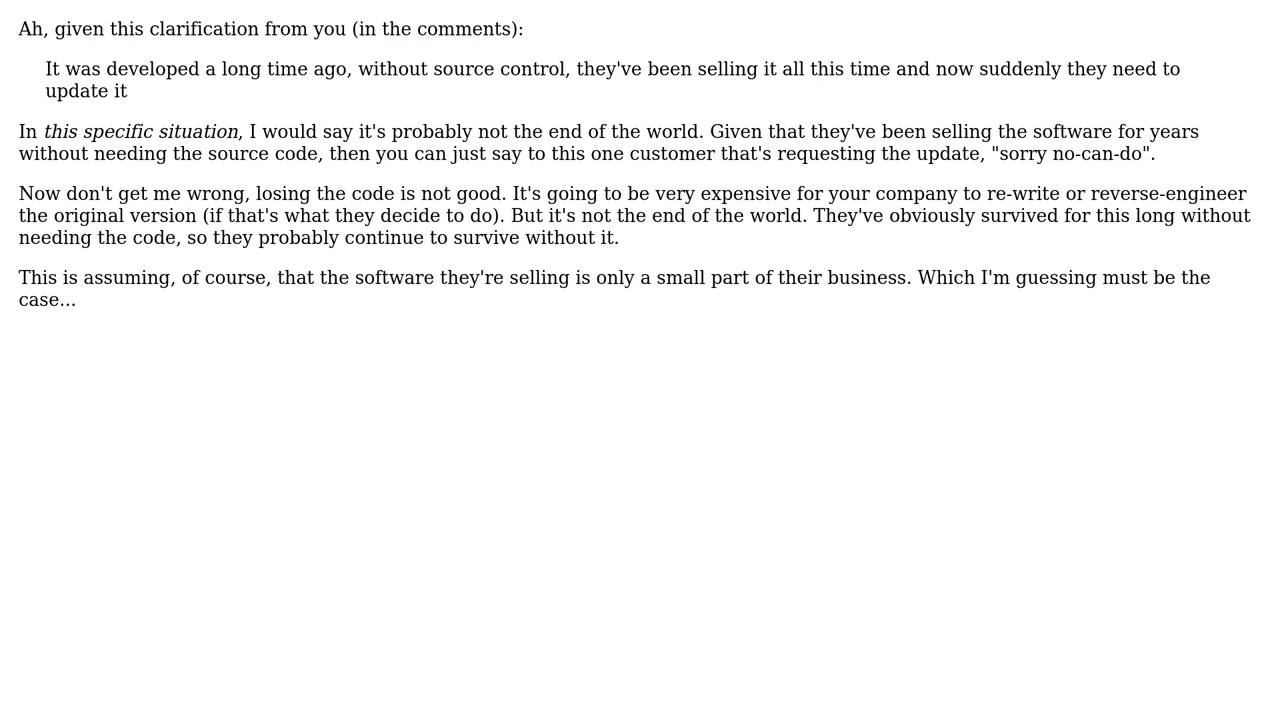 Ah, given this clarification from you (in the comments):
It was developed a long time ago, without source control, they've been selling it all this time and now suddenly they need to
update it
In this specific situation, I would say it's probably not the end of the world. Given that they've been selling the software for years
without needing the source code, then you can just say to this one customer that's requesting the update, "sorry no-can-do".
Now don't get me wrong, losing the code is not good. It's going to be very expensive for your company to re-write or reverse-engineer
the original version (if that's what they decide to do). But it's not the end of the world. They've obviously survived for this long without
needing the code, so they probably continue to survive without it.
This is assuming, of course, that the software they're selling is only a small part of their business. Which I'm guessing must be the
case...